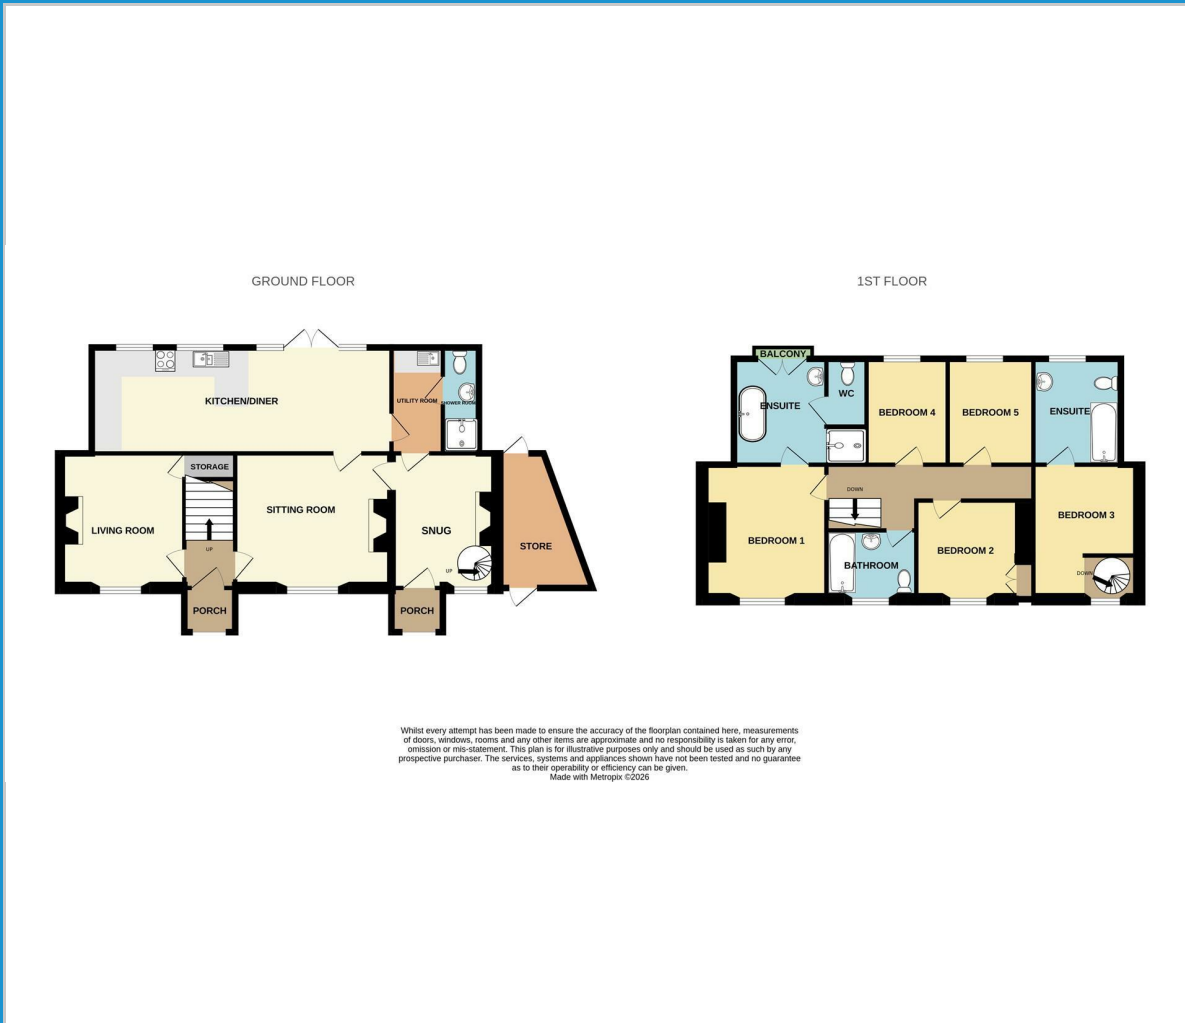 GROUND FLOOR
KITCHEN/DINER
UTILITY ROOM
SHOWER ROOM
STORAGE
LIVING ROOM
UP
SITTING ROOM
SNUG
UP
STORE
PORCH
PORCH
1ST FLOOR
BALCONY
ENSUITE
WC
BEDROOM 4
BEDROOM 5
ENSUITE
DOWN
BEDROOM 1
BATHROOM
BEDROOM 2
BEDROOM 3
DOWN
Whilst every attempt has been made to ensure the accuracy of the floorplan contained here, measurements
of doors, windows, rooms and any other items are approximate and no responsibility is taken for any error,
omission or mis-statement. This plan is for illustrative purposes only and should be used as such by any
prospective purchaser. The services, systems and appliances shown have not been tested and no guarantee
as to their operability or efficiency can be given.
Made with Metropix ©2026